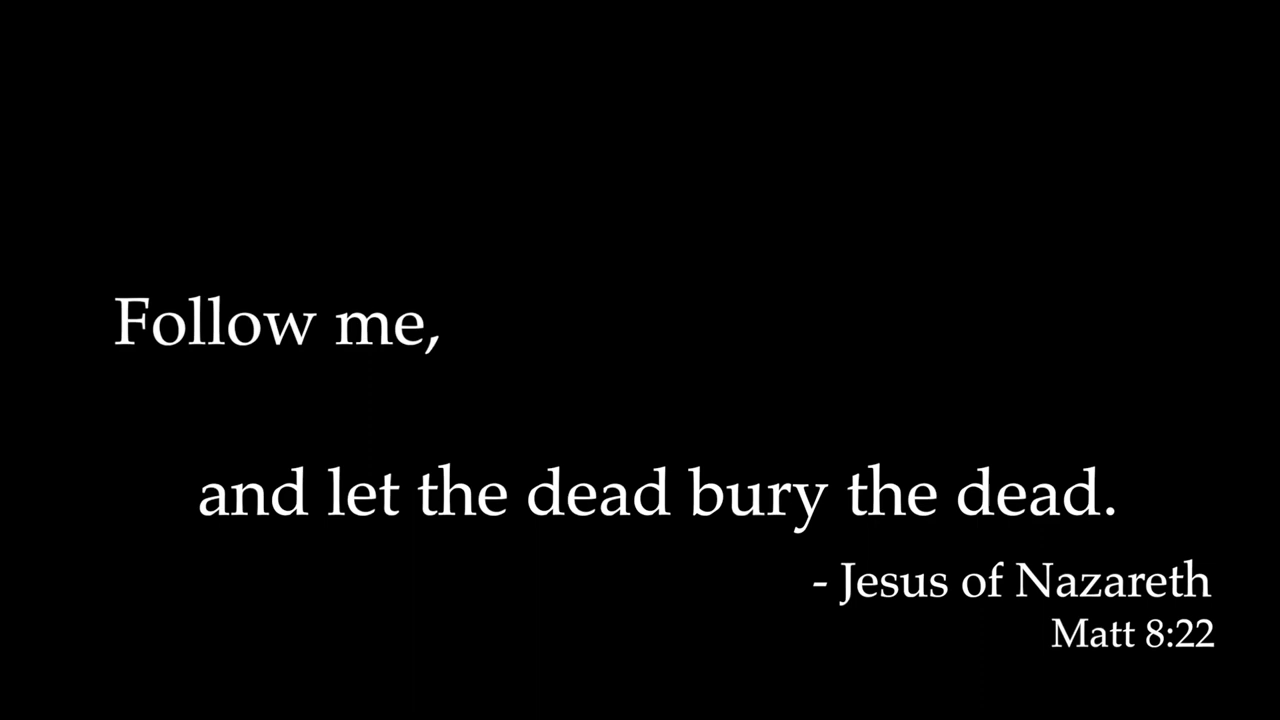 Follow me,
and let the dead bury the dead.
- Jesus of Nazareth
Matt 8:22